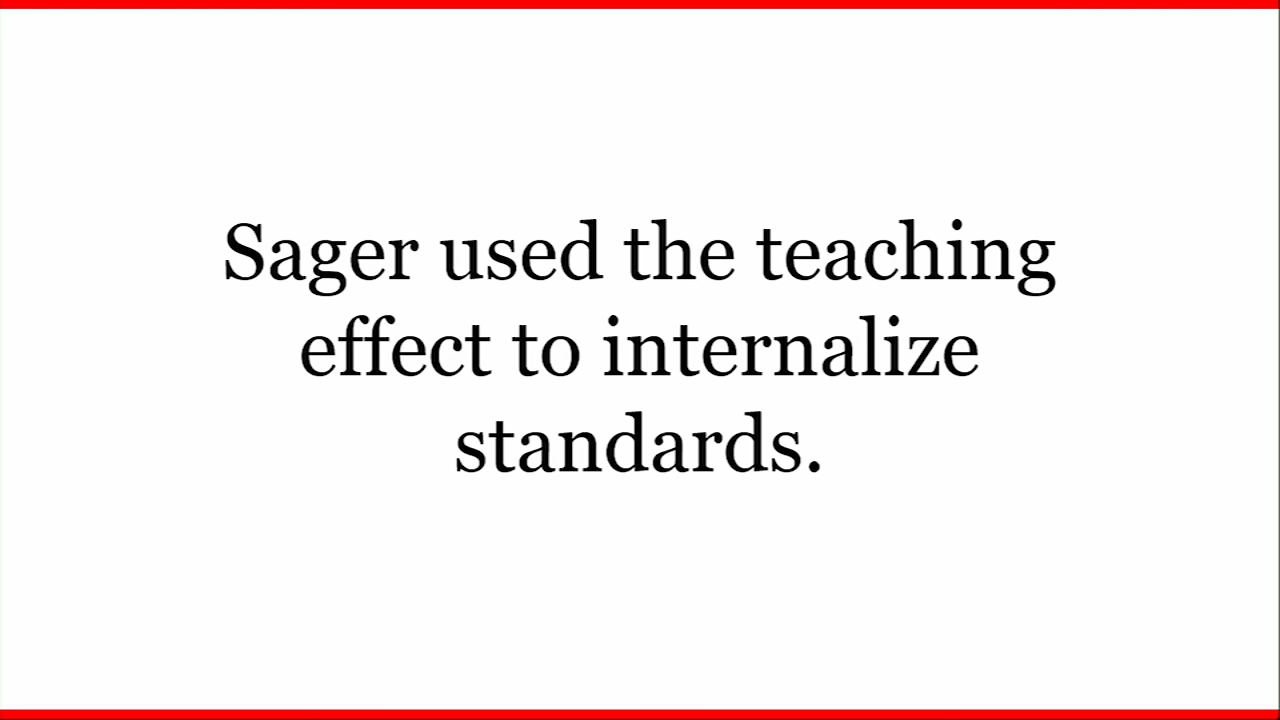 Sager used the teaching
effect to internalize
standards.